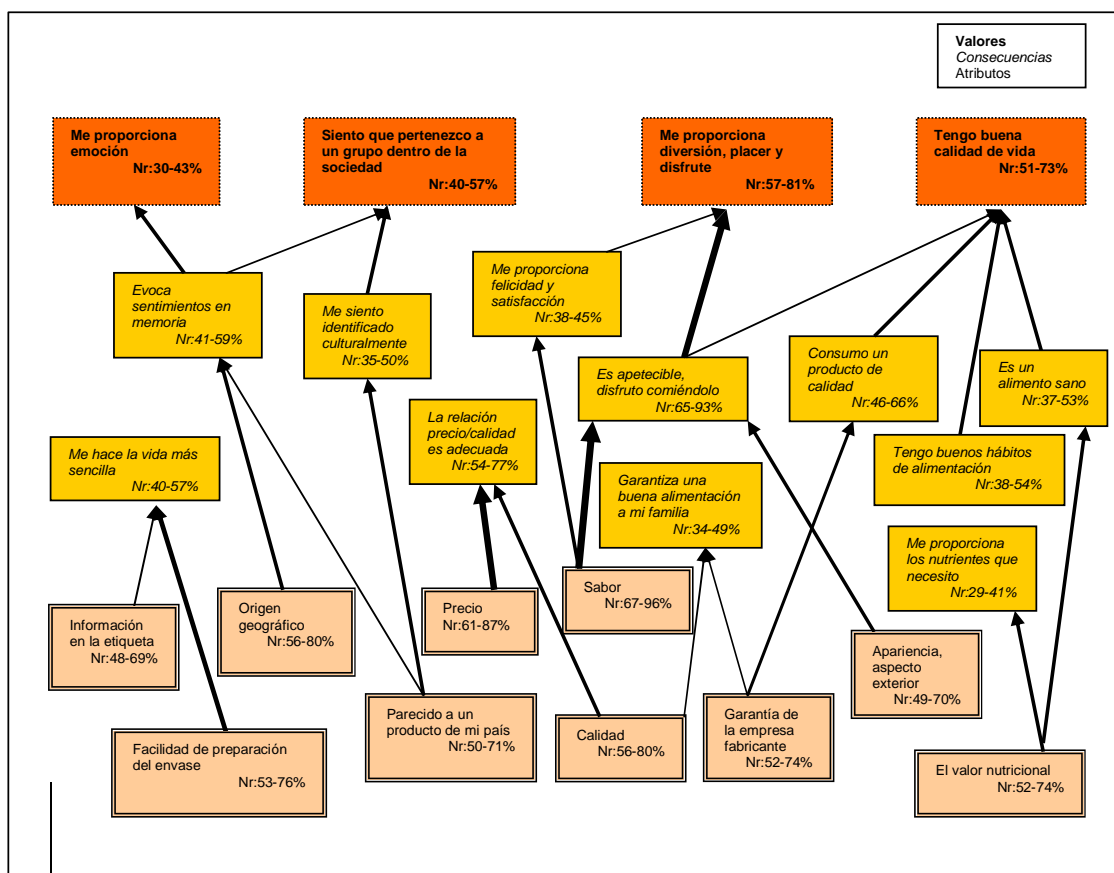 Valores
Consecuencias
Atributos
Me proporciona
emoción
Nr:30-43%
Siento que pertenezco a
un grupo dentro de la
sociedad
Nr:40-57%
Me proporciona
diversión, placer y
disfrute
Nr:57-81%
Tengo buena
calidad de vida
Nr:51-73%
Evoca
sentimientos en
memoria
Nr:41-59%
Me siento
identificado
culturalmente
Nr:35-50%
Me proporciona
felicidad y
satisfacción
Nr:38-45%
Es apetecible,
disfruto comiéndolo
Nr:65-93%
Consumo un
producto de
calidad
Nr:46-66%
Es un
alimento sano
Nr:37-53%
Me hace la vida más
sencilla
Nr:40-57%
La relación
precio/calidad
es adecuada
Nr:54-77%
Garantiza una
buena alimentación
a mi familia
Nr:34-49%
Tengo buenos hábitos
de alimentación
Nr:38-54%
Me proporciona
los nutrientes que
necesito
Nr:29-41%
Información
en la etiqueta
Nr:48-69%
Origen
geográfico
Nr:56-80%
Precio
Nr:61-87%
Sabor
Nr:67-96%
Apariencia,
aspecto
exterior
Nr:49-70%
Facilidad de preparación
del envase
Nr:53-76%
Parecido a un
producto de mi país
Nr:50-71%
Calidad
Nr:56-80%
Garantía de
la empresa
fabricante
Nr:52-74%
El valor nutricional
Nr:52-74%